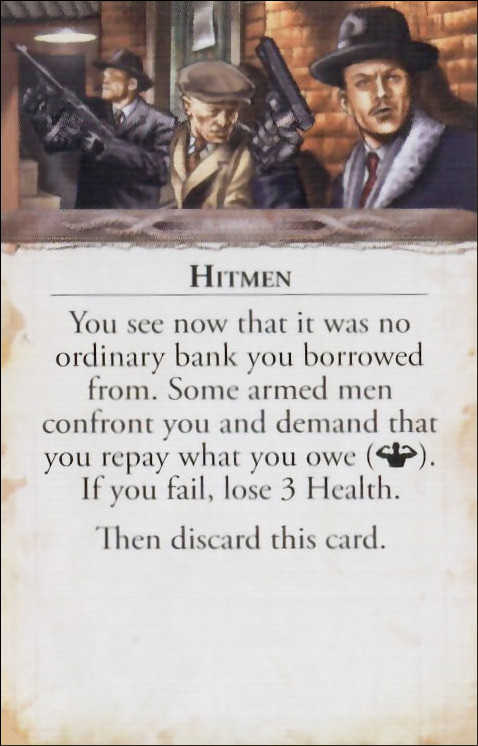 HITMEN
You see now that it was no
ordinary bank you borrowed
from. Some armed men
confront you and demand that
you repay what you owe ( ).
If you fail, lose 3 Health.
Then discard this card.